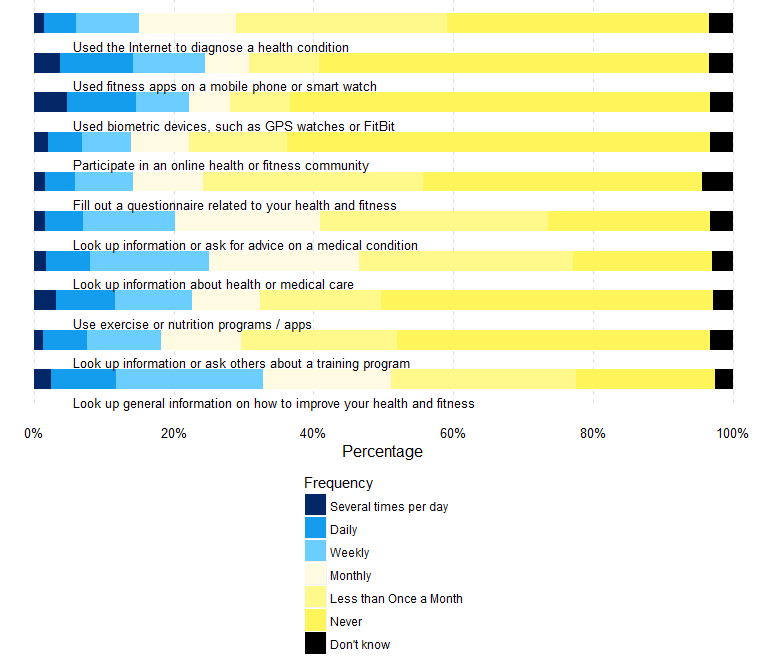 Used the Internet to diagnose a health condition
Used fitness apps on a mobile phone or smart watch
Used biometric devices, such as GPS watches or FitBit
Participate in an online health or fitness community
Fill out a questionnaire related to your health and fitness
Look up information or ask for advice on a medical condition
Look up information about health or medical care
Use exercise or nutrition programs / apps
Look up information or ask others about a training program
Look up general information on how to improve your health and fitness
0% 20% 40% 60% 80% 100%
Percentage
Frequency
Several times per day
Daily
Weekly
Monthly
Less than Once a Month
Never
Don't know